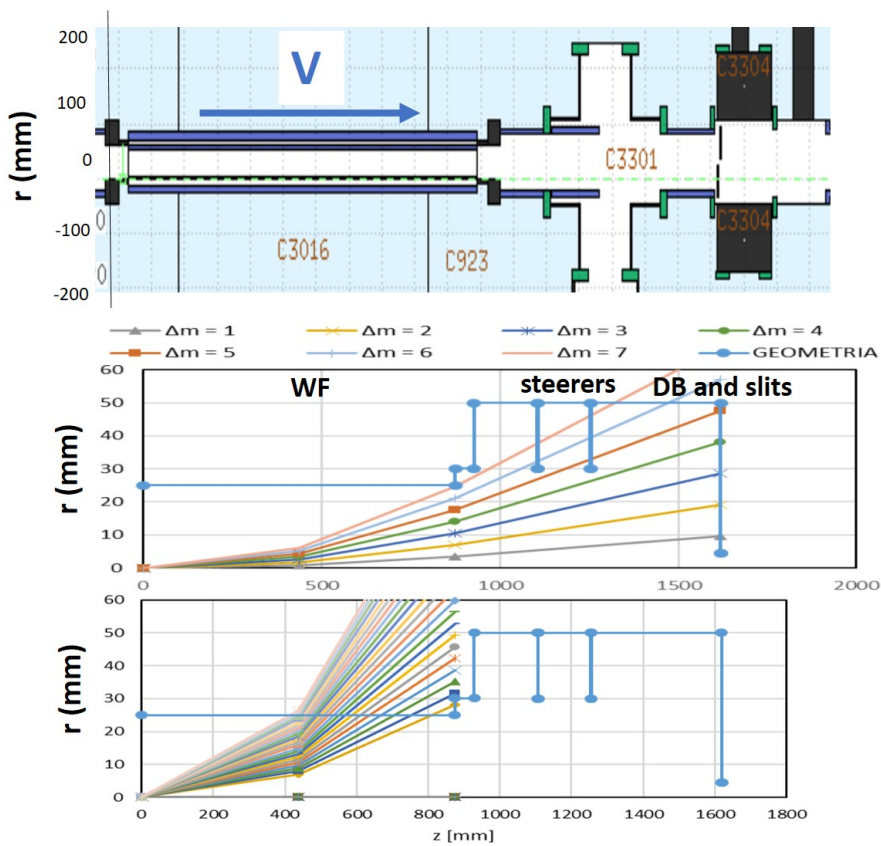 200
V
C3304
100
r (mm)
0
C3301
-100
0
C3016
C923
C3304
0
-200
Δm = 1
Δm = 2
Δm = 3
Δm = 4
Δm = 5
Δm = 6
Δm = 7
GEOMETRIA
60
WF
steerers
DB and slits
50
40
r (mm)
30
20
10
0
0
500
1000
1500
2000
60
50
40
r (mm)
30
20
10
0
0
200
400
600
800
1000
1200
1400
1600
1800
z [mm]